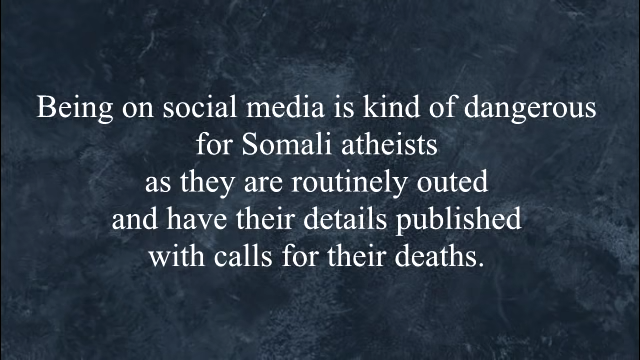 Being on social media is kind of dangerous
for Somali atheists
as they are routinely outed
and have their details published
with calls for their deaths.